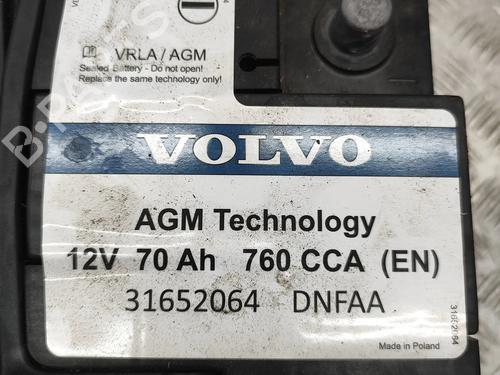 VRLA / AGM
Sealed Battery - Do not open!
Replace the same technology only!
VOLVO
AGM Technology
12V 70 Ah 760 CCA (EN)
31652064 DNFAA
31652064
Made in Poland